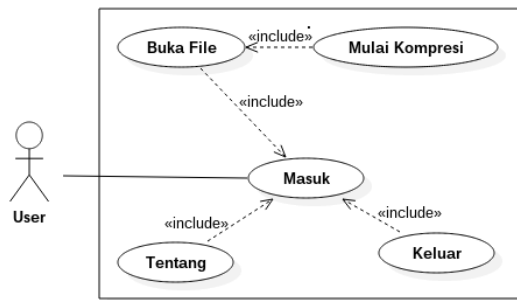 Buka File
«include»
Mulai Kompresi
«include»
Masuk
User
«include»
«include»
Tentang
Keluar